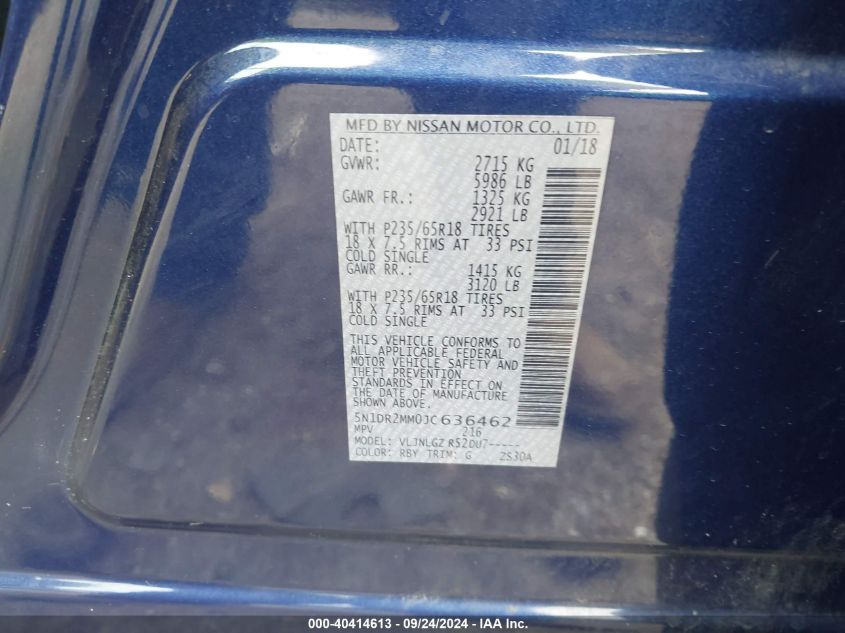 MFD BY NISSAN MOTOR CO., LTD.
DATE: 01/18
GVWR: 2715 KG
5986 LB
GAWR FR.: 1325 KG
2921 LB
WITH P235/65R18 TIRES
18 X 7.5 RIMS AT 33 PSI
COLD SINGLE
GAWR RR.: 1415 KG
3120 LB
WITH P235/65R18 TIRES
18 X 7.5 RIMS AT 33 PSI
COLD SINGLE
THIS VEHICLE CONFORMS TO
ALL APPLICABLE FEDERAL
MOTOR VEHICLE SAFETY AND
THEFT PREVENTION
STANDARDS IN EFFECT ON
THE DATE OF MANUFACTURE
SHOWN ABOVE.
5N1DR2MM0JC636462
MPV 216
MODEL: VLJNLGZ R52DU7-----
COLOR: RBY TRIM: G 2S30A
000-40414613 - 09/24/2024 - IAAI.com